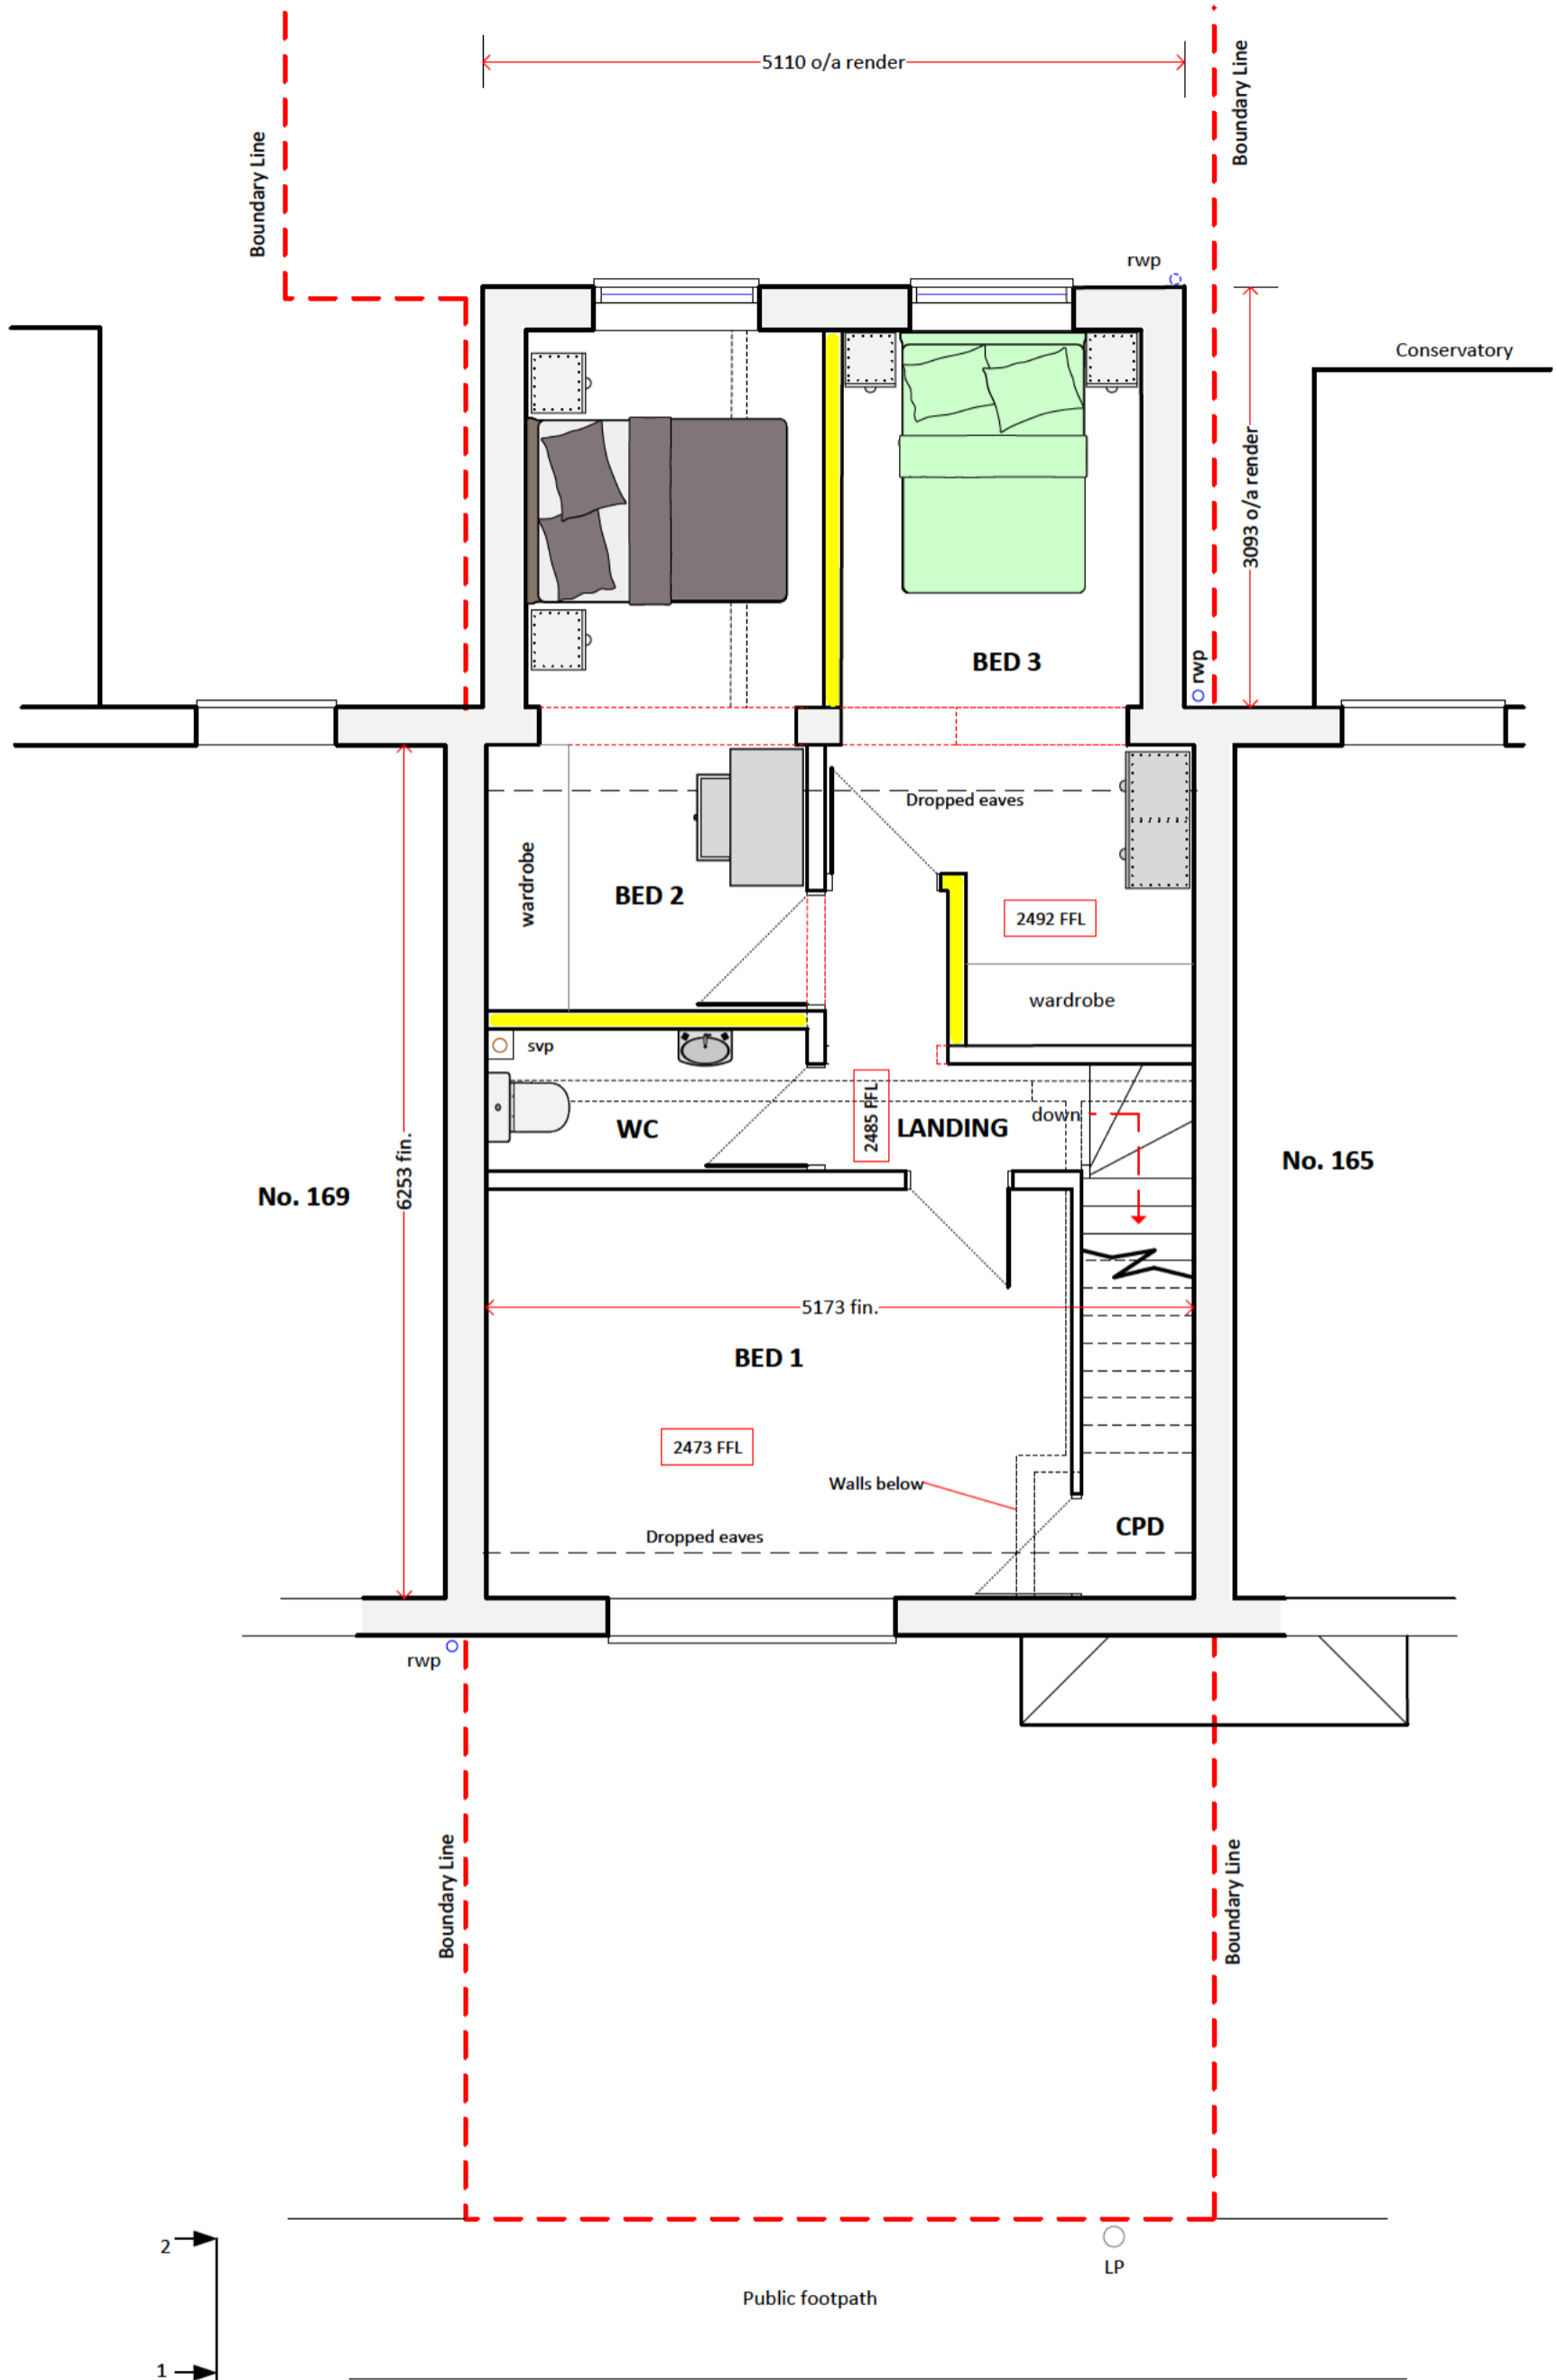 5110 o/a render
Boundary Line
Boundary Line
rwp
Conservatory
3093 o/a render
BED 3
rwp
Dropped eaves
wardrobe
BED 2
2492 FFL
wardrobe
svp
2485 FFL
down
WC
LANDING
6253 fin.
No. 165
No. 169
5173 fin.
BED 1
2473 FFL
Walls below
CPD
Dropped eaves
rwp
Boundary Line
Boundary Line
2
LP
Public footpath
1